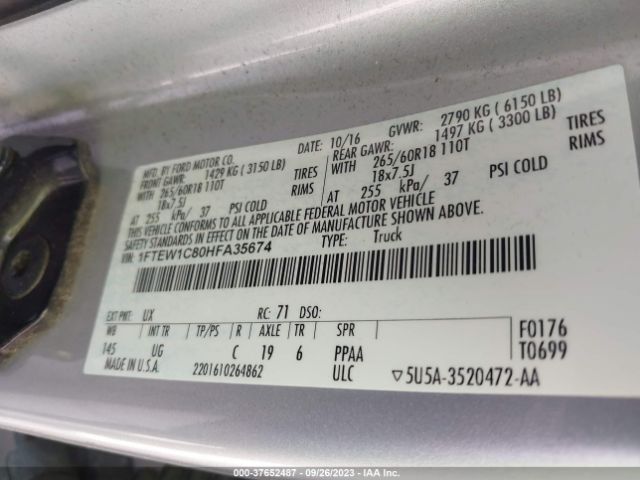 MFD. BY FORD MOTOR CO. DATE: 10/16 GVWR: 2790 KG ( 6150 LB)
FRONT GAWR: 1429 KG ( 3150 LB) REAR GAWR: 1497 KG ( 3300 LB)
WITH 265/60R18 110T TIRES WITH 265/60R18 110T TIRES
18x7.5J RIMS 18x7.5J RIMS
AT 255 kPa/ 37 PSI COLD AT 255 kPa/ 37 PSI COLD
THIS VEHICLE CONFORMS TO ALL APPLICABLE FEDERAL MOTOR VEHICLE
SAFETY STANDARDS IN EFFECT ON THE DATE OF MANUFACTURE SHOWN ABOVE.
VIN: 1FTEW1C80HFA35674 TYPE: Truck
EXT PNT: UX RC: 71 DSO:
WB INT TR TP/PS R AXLE TR SPR F0176
145 UG C 19 6 PPAA T0699
MADE IN U.S.A. 2201610264862 ULC ▽5U5A-3520472-AA
000-37652487 - 09/26/2023 - IAA Inc.